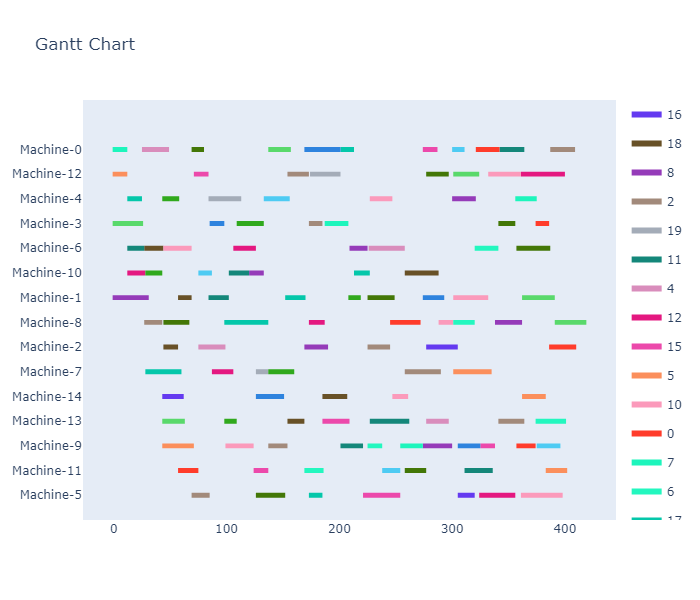 Gantt Chart
Machine-0
Machine-12
Machine-4
Machine-3
Machine-6
Machine-10
Machine-1
Machine-8
Machine-2
Machine-7
Machine-14
Machine-13
Machine-9
Machine-11
Machine-5
0 100 200 300 400
16
18
8
2
19
11
4
12
15
5
10
0
7
6
17